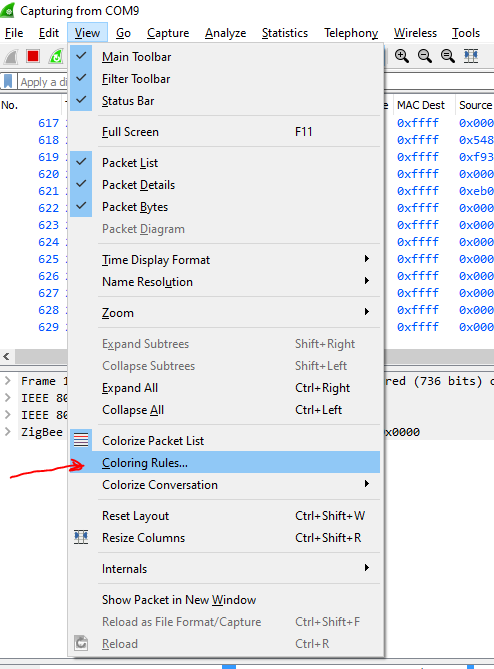 Capturing from COM9
File Edit View Go Capture Analyze Statistics Telephony Wireless Tools
Apply a di
Main Toolbar
Filter Toolbar
Status Bar
Full Screen F11
Packet List
Packet Details
Packet Bytes
Packet Diagram
Time Display Format
Name Resolution
Zoom
Expand Subtrees Shift+Right
Collapse Subtrees Shift+Left
Expand All Ctrl+Right
Collapse All Ctrl+Left
Colorize Packet List
Coloring Rules...
Colorize Conversation
Reset Layout Ctrl+Shift+W
Resize Columns Ctrl+Shift+R
Internals
Show Packet in New Window
Reload as File Format/Capture Ctrl+Shift+F
Reload Ctrl+R
No. T e MAC Dest Source
617 0xffff 0x000
618 0xffff 0x548
619 0xffff 0xf93
620 0xffff 0x000
621 0xffff 0xeb0
622 0xffff 0x000
623 0xffff 0x000
624 0xffff 0x000
625 0xffff 0x000
626 0xffff 0x000
627 0xffff 0x000
628 0xffff 0x000
629 0xffff 0x000
Frame 1 red (736 bits) o
IEEE 80
IEEE 80
ZigBee x0000